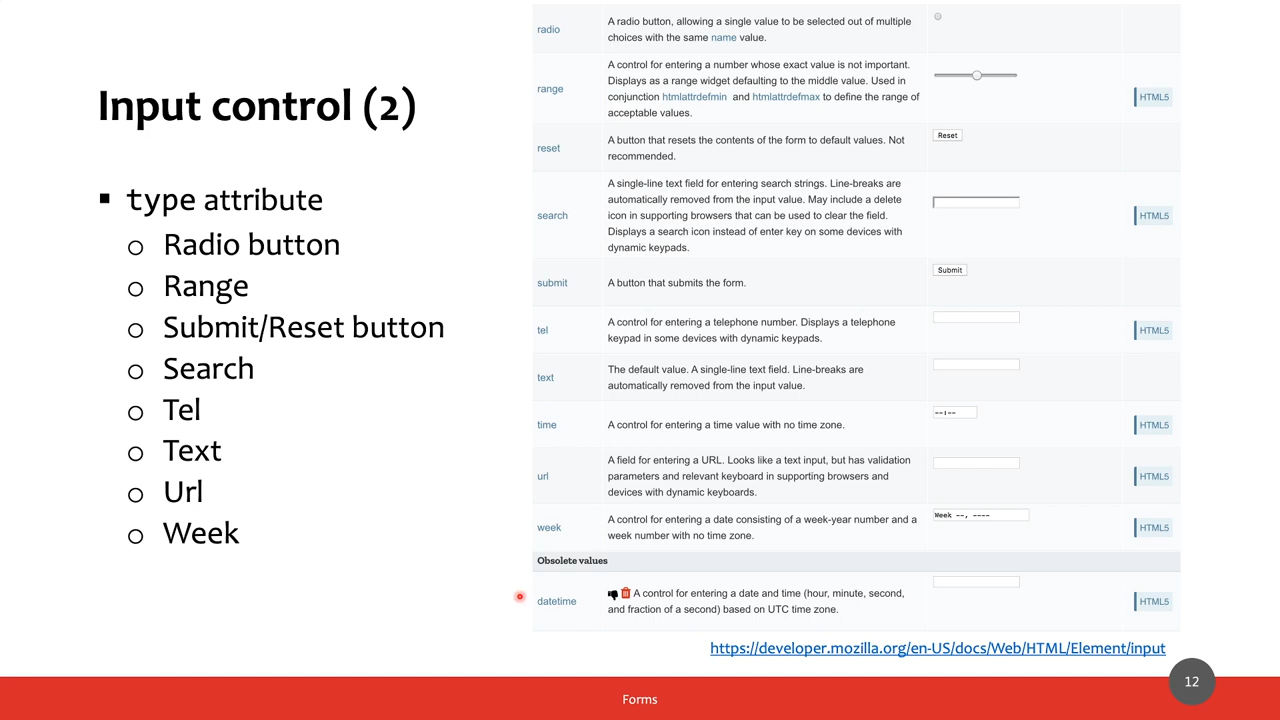 Input control (2)
type attribute
Radio button
Range
Submit/Reset button
Search
Tel
Text
Url
Week
radio
A radio button, allowing a single value to be selected out of multiple
choices with the same name value.
range
A control for entering a number whose exact value is not important.
Displays as a range widget defaulting to the middle value. Used in
conjunction htmlattrdefmin and htmlattrdefmax to define the range of
acceptable values.
HTML5
reset
A button that resets the contents of the form to default values. Not
recommended.
Reset
search
A single-line text field for entering search strings. Line-breaks are
automatically removed from the input value. May include a delete
icon in supporting browsers that can be used to clear the field.
Displays a search icon instead of enter key on some devices with
dynamic keypads.
HTML5
submit
A button that submits the form.
Submit
tel
A control for entering a telephone number. Displays a telephone
keypad in some devices with dynamic keypads.
HTML5
text
The default value. A single-line text field. Line-breaks are
automatically removed from the input value.
time
A control for entering a time value with no time zone.
--:--
HTML5
url
A field for entering a URL. Looks like a text input, but has validation
parameters and relevant keyboard in supporting browsers and
devices with dynamic keyboards.
HTML5
week
A control for entering a date consisting of a week-year number and a
week number with no time zone.
Week --, ----
HTML5
Obsolete values
datetime
A control for entering a date and time (hour, minute, second,
and fraction of a second) based on UTC time zone.
HTML5
https://developer.mozilla.org/en-US/docs/Web/HTML/Element/input
Forms
12